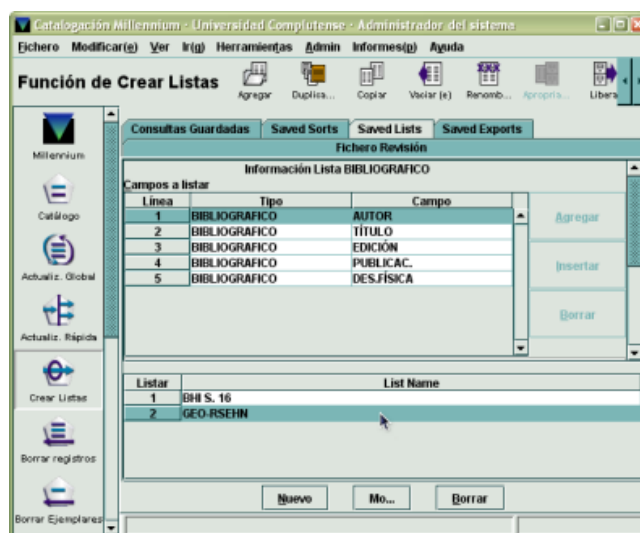 Catalogación Millennium - Universidad Complutense - Administrador del sistema
Fichero Modificar(e) Ver Ir(g) Herramientas Admin Informes(p) Ayuda
Función de Crear Listas
Agregar Duplica... Copiar Vaciar (e) Renomb... Apropia... Libera
Consultas Guardadas Saved Sorts Saved Lists Saved Exports
Fichero Revisión
Información Lista BIBLIOGRAFICO
Campos a listar
Línea Tipo Campo
1 BIBLIOGRAFICO AUTOR
2 BIBLIOGRAFICO TÍTULO
3 BIBLIOGRAFICO EDICIÓN
4 BIBLIOGRAFICO PUBLICAC.
5 BIBLIOGRAFICO DES.FÍSICA
Agregar
Insertar
Borrar
Listar List Name
1 BHI S. 16
2 GEO-RSEHN
Nuevo Mo... Borrar
Millennium
Catálogo
Actualiz. Global
Actualiz. Rápida
Crear Listas
Borrar registros
Borrar Ejemplares